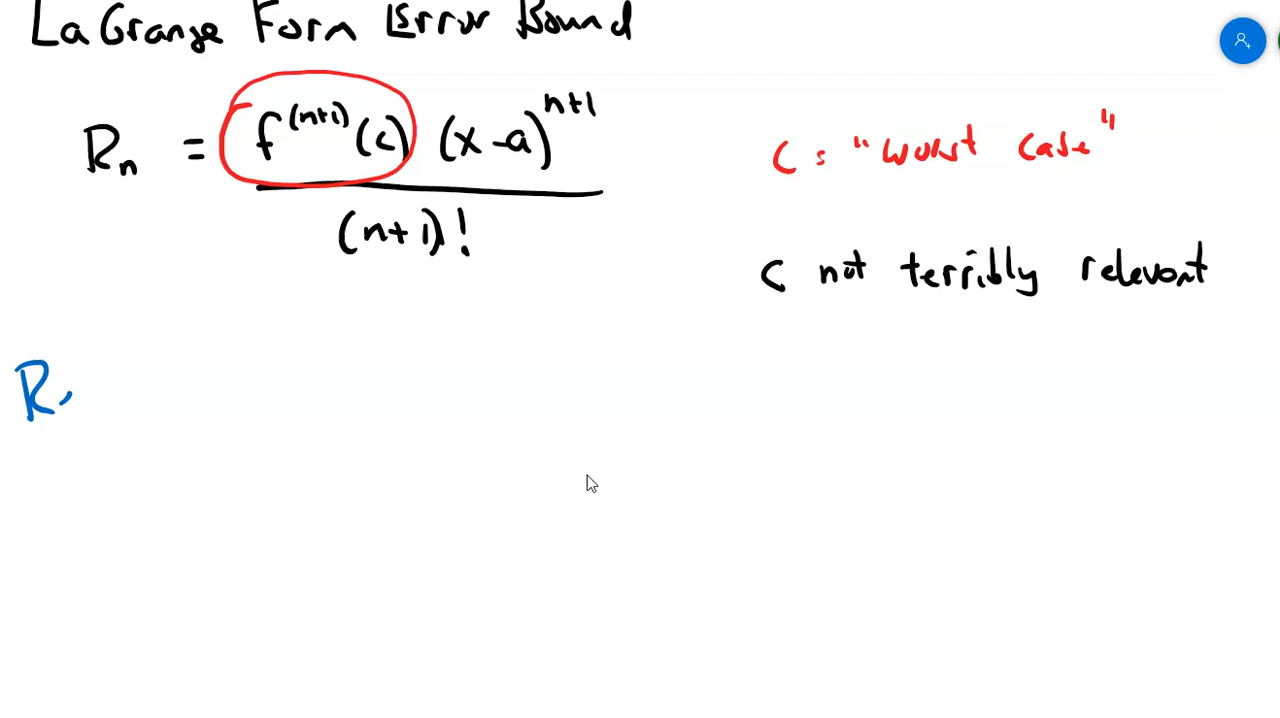 LaGrange Form Error Bound
Rn = f^(n+1)(c) (x-a)^n+1
(n+1)!
c = "worst case"
c not terribly relevant
R